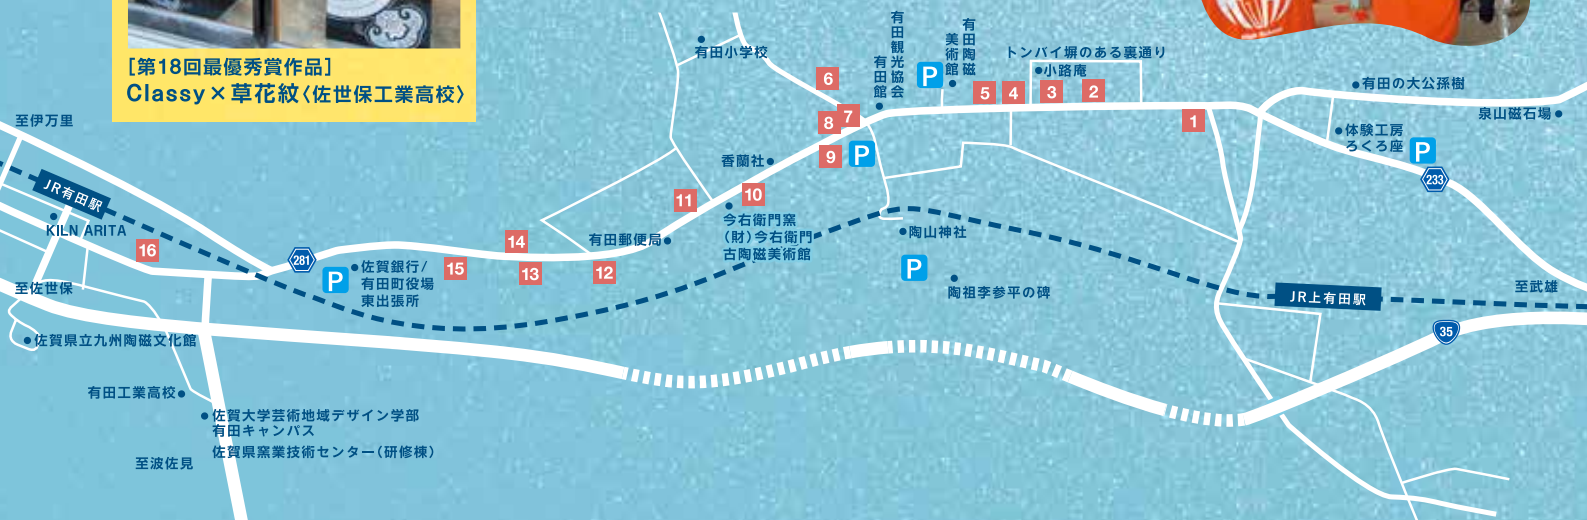 [第18回最優秀賞作品]
Classy×草花紋〈佐世保工業高校〉
至伊万里
JR有田駅
KILN ARITA
16
至佐世保
佐賀県立九州陶磁文化館
有田工業高校
佐賀大学芸術地域デザイン学部
有田キャンパス
佐賀県窯業技術センター(研修棟)
至波佐見
281
P
佐賀銀行/
有田町役場
東出張所
15
14
13
12
有田郵便局
11
10
香蘭社
今右衛門窯
(財)今右衛門
古陶磁美術館
有田小学校
6
7
8
9
P
有田観光協会
有田館
P
有田陶磁
美術館
トンバイ塀のある裏通り
小路庵
5
4
3
2
1
陶山神社
P
陶祖李参平の碑
有田の大公孫樹
泉山磁石場
体験工房
ろくろ座
P
233
至武雄
JR上有田駅
35